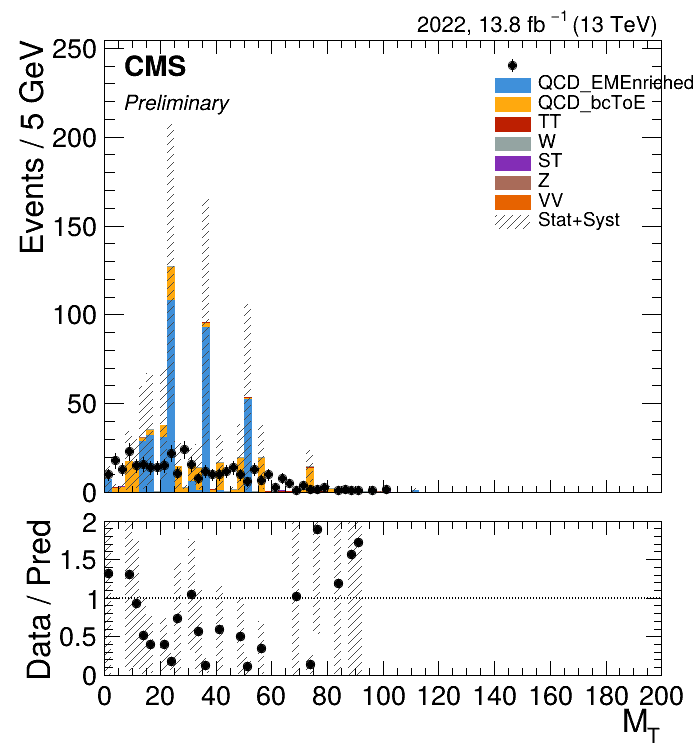 2022, 13.8 fb⁻¹ (13 TeV)
CMS
Preliminary
QCD_EMEnriched
QCD_bcToE
TT
W
ST
Z
VV
Stat+Syst
Events / 5 GeV
250
200
150
100
50
0
Data / Pred
2
1.5
1
0.5
0
0 20 40 60 80 100 120 140 160 180 200
M_T